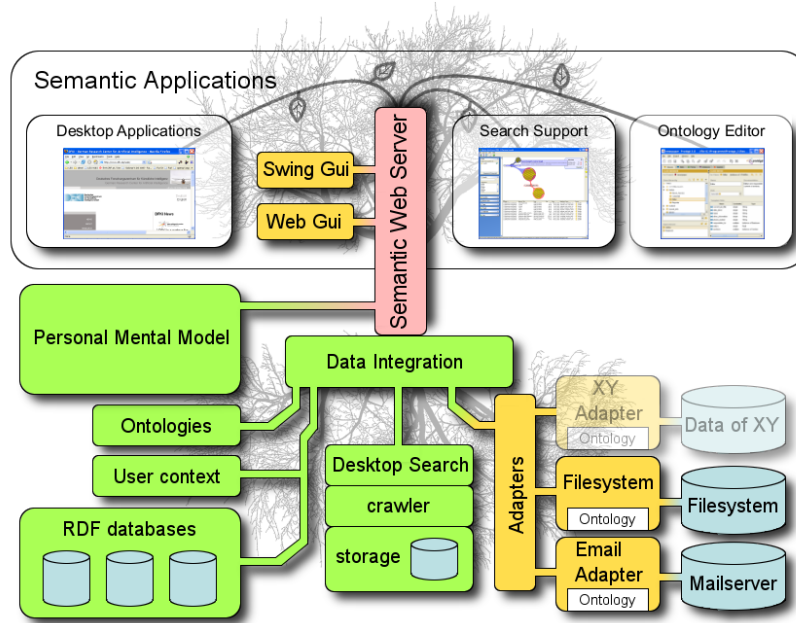 Semantic Applications
Desktop Applications
Search Support
Ontology Editor
Swing Gui
Web Gui
Semantic Web Server
Personal Mental Model
Data Integration
Ontologies
User context
RDF databases
Desktop Search
crawler
storage
Adapters
XY
Adapter
Ontology
Data of XY
Filesystem
Ontology
Filesystem
Email
Adapter
Ontology
Mailserver